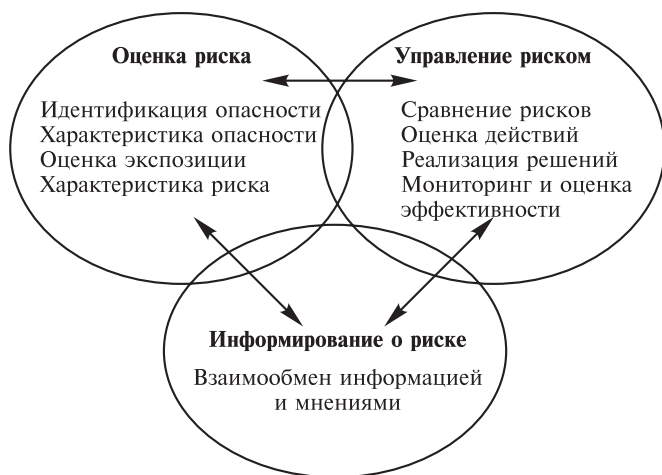 Оценка риска
Идентификация опасности
Характеристика опасности
Оценка экспозиции
Характеристика риска
Управление риском
Сравнение рисков
Оценка действий
Реализация решений
Мониторинг и оценка
эффективности
Информирование о риске
Взаимообмен информацией
и мнениями